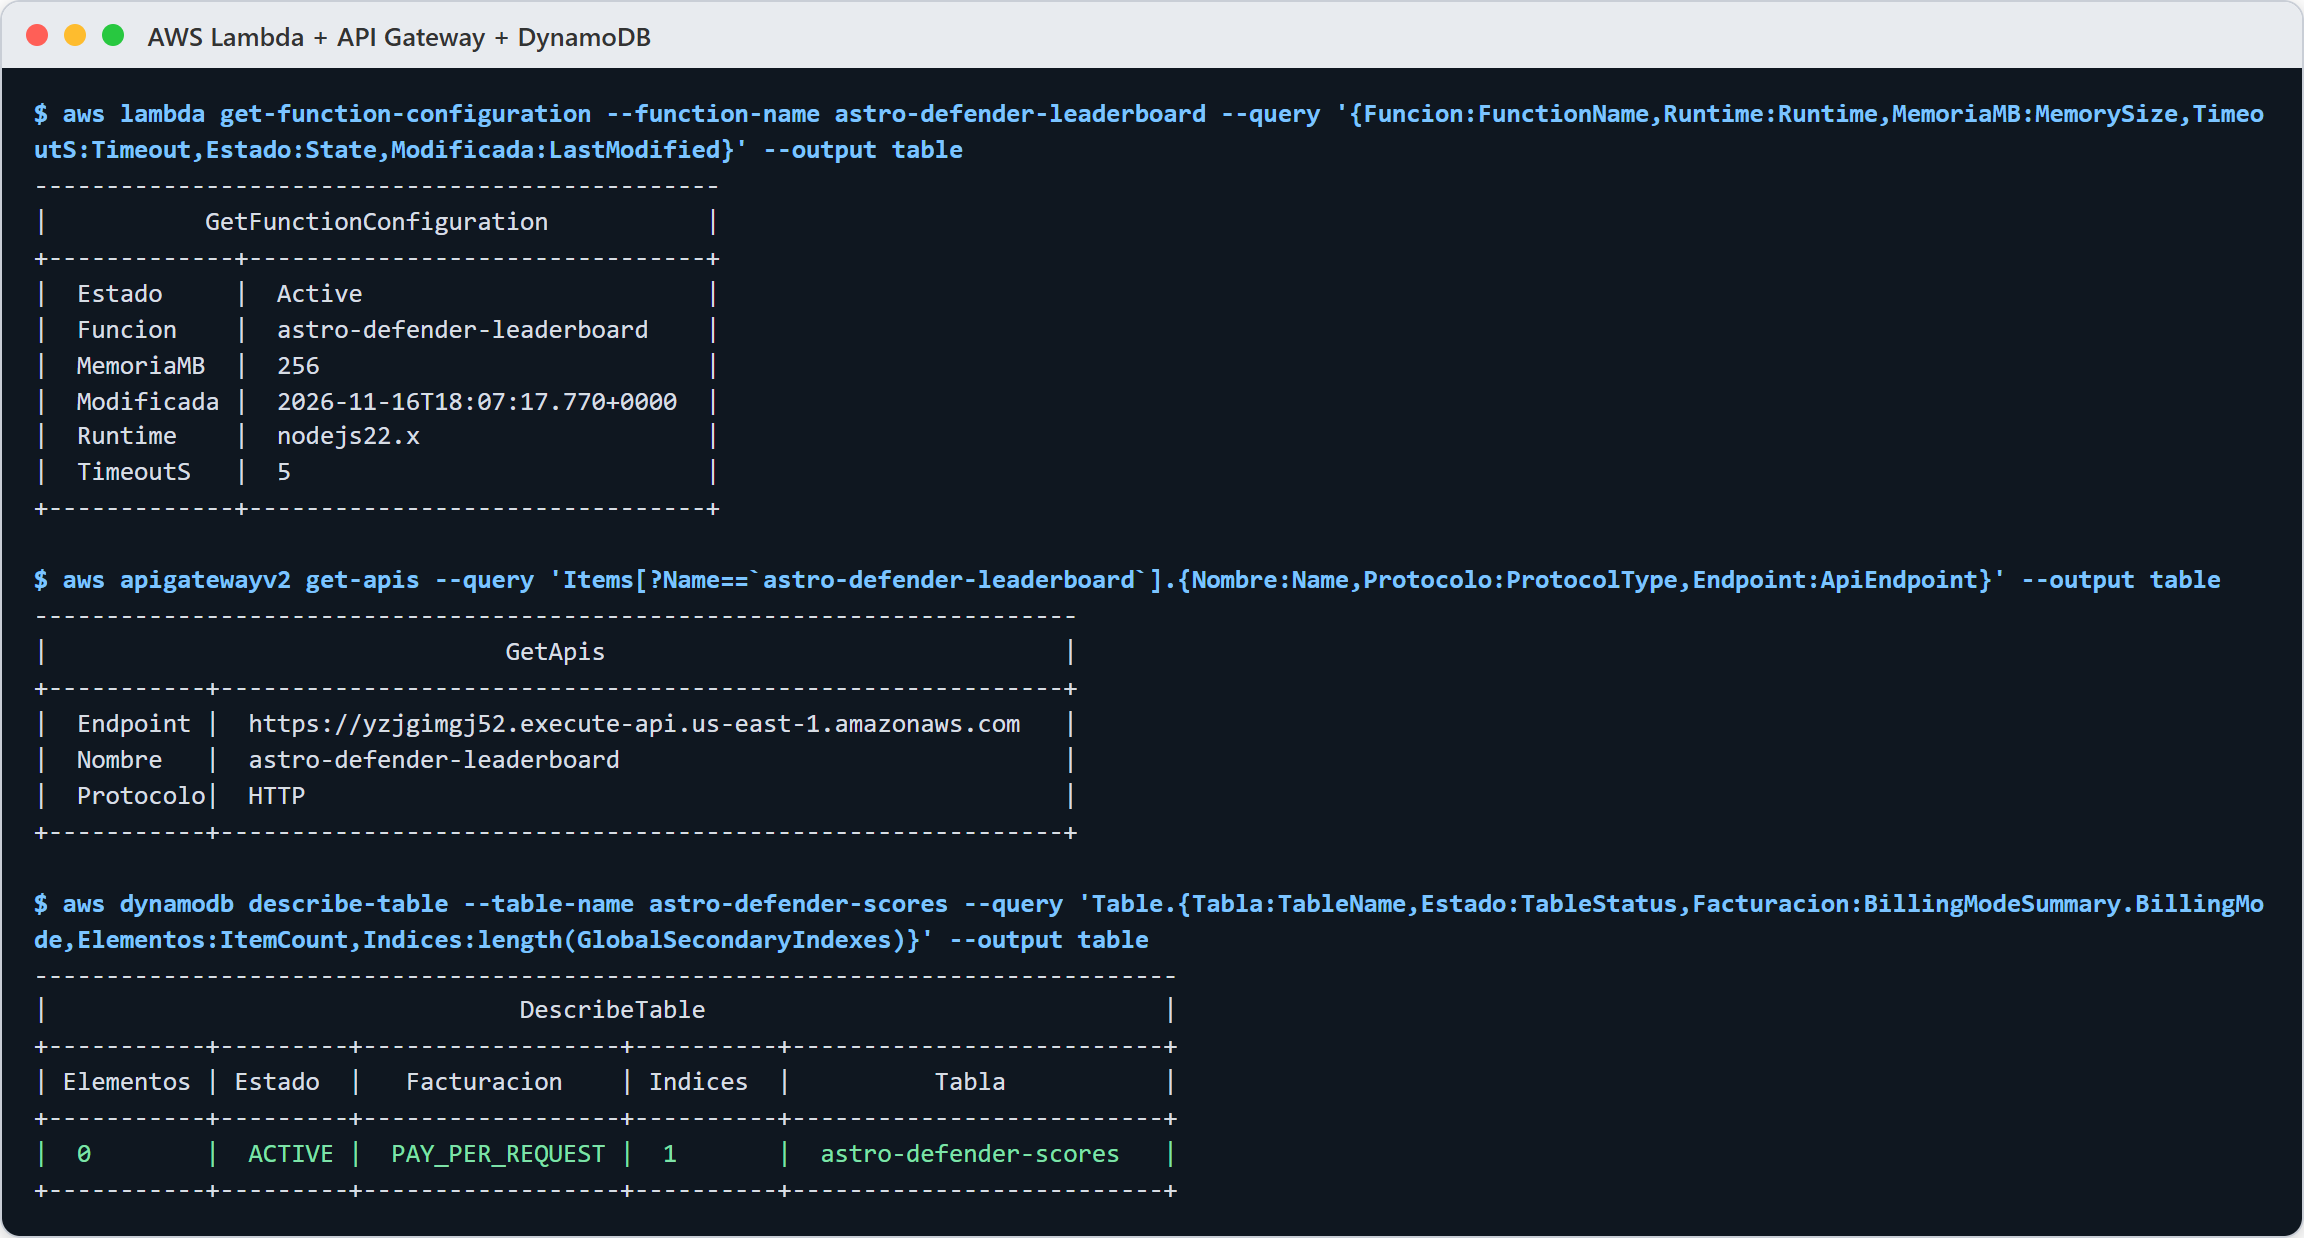 AWS Lambda + API Gateway + DynamoDB
$ aws lambda get-function-configuration --function-name astro-defender-leaderboard --query '{Funcion:FunctionName,Runtime:Runtime,MemoriaMB:MemorySize,Timeo
utS:Timeout,Estado:State,Modificada:LastModified}' --output table
------------------------------------------------
|           GetFunctionConfiguration           |
+-------------+--------------------------------+
|  Estado     |  Active                        |
|  Funcion    |  astro-defender-leaderboard    |
|  MemoriaMB  |  256                           |
|  Modificada |  2026-11-16T18:07:17.770+0000  |
|  Runtime    |  nodejs22.x                    |
|  TimeoutS   |  5                             |
+-------------+--------------------------------+
$ aws apigatewayv2 get-apis --query 'Items[?Name==`astro-defender-leaderboard`].{Nombre:Name,Protocolo:ProtocolType,Endpoint:ApiEndpoint}' --output table
-------------------------------------------------------------------------
|                                GetApis                                |
+-----------+-----------------------------------------------------------+
|  Endpoint |  https://yzjgimgj52.execute-api.us-east-1.amazonaws.com   |
|  Nombre   |  astro-defender-leaderboard                               |
|  Protocolo|  HTTP                                                     |
+-----------+-----------------------------------------------------------+
$ aws dynamodb describe-table --table-name astro-defender-scores --query 'Table.{Tabla:TableName,Estado:TableStatus,Facturacion:BillingModeSummary.BillingMo
de,Elementos:ItemCount,Indices:length(GlobalSecondaryIndexes)}' --output table
--------------------------------------------------------------------------------
|                                 DescribeTable                                |
+-----------+---------+------------------+----------+--------------------------+
| Elementos | Estado  |   Facturacion    | Indices  |          Tabla           |
+-----------+---------+------------------+----------+--------------------------+
|  0        |  ACTIVE |  PAY_PER_REQUEST |  1       |  astro-defender-scores   |
+-----------+---------+------------------+----------+--------------------------+